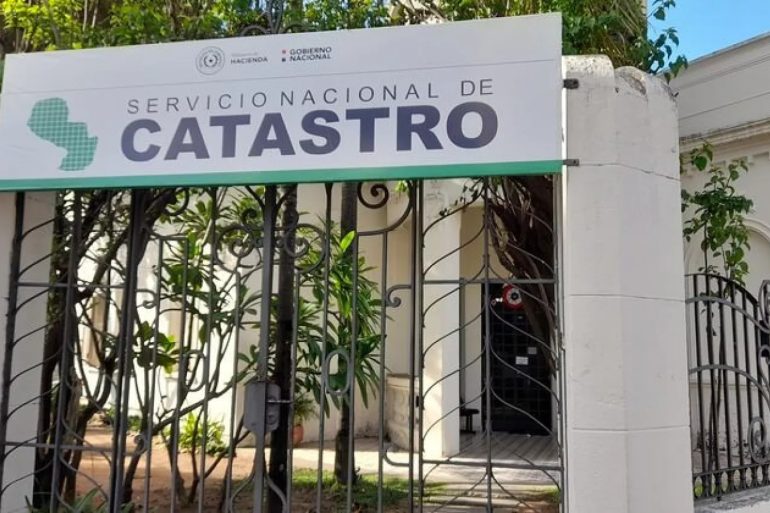 HACIENDA
GOBIERNO
NACIONAL
SERVICIO NACIONAL DE
CATASTRO